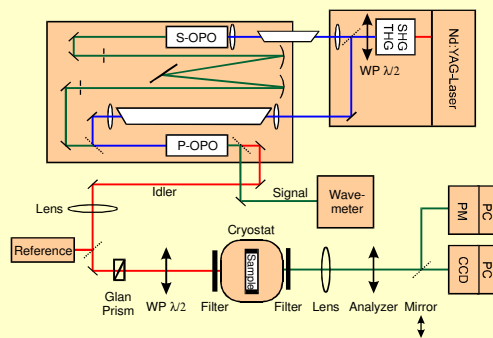 S-OPO
SHG
THG
Nd:YAG-Laser
WP λ/2
P-OPO
Idler
Signal
Wave-
meter
Lens
Reference
Cryostat
Sample
PM
PC
CCD
PC
Glan
Prism
WP λ/2
Filter
Filter
Lens
Analyzer
Mirror